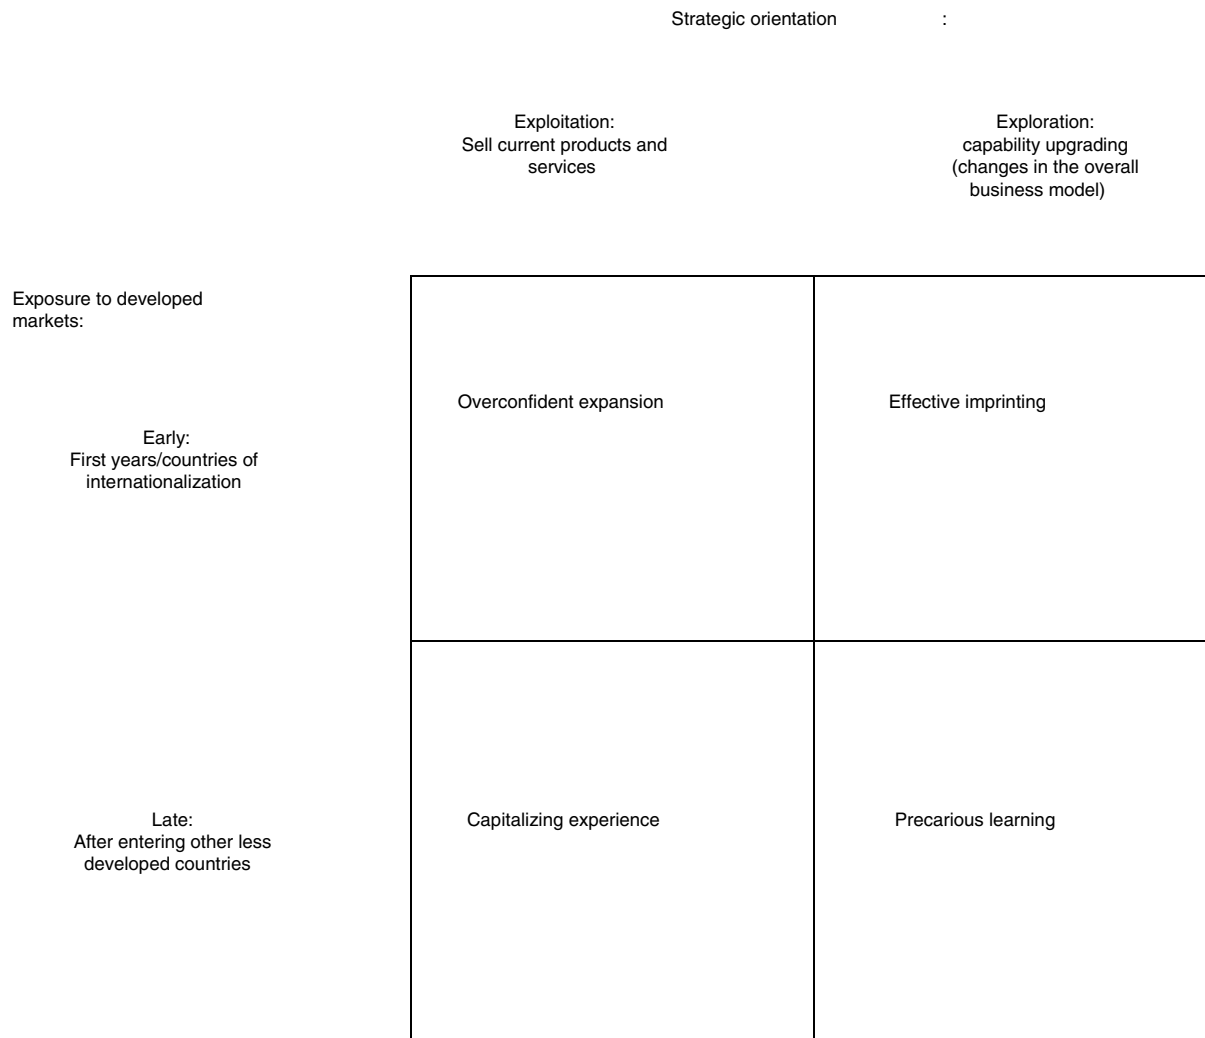 Strategic orientation :
Exploitation:
Sell current products and
services
Exploration:
capability upgrading
(changes in the overall
business model)
Exposure to developed
markets:
Early:
First years/countries of
internationalization
Overconfident expansion
Effective imprinting
Late:
After entering other less
developed countries
Capitalizing experience
Precarious learning